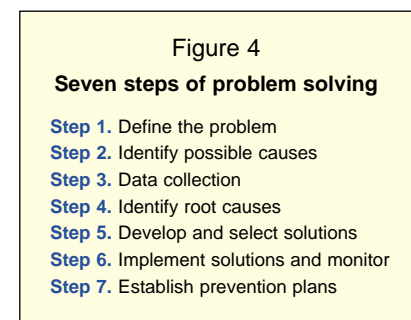 Figure 4
Seven steps of problem solving
Step 1. Define the problem
Step 2. Identify possible causes
Step 3. Data collection
Step 4. Identify root causes
Step 5. Develop and select solutions
Step 6. Implement solutions and monitor
Step 7. Establish prevention plans